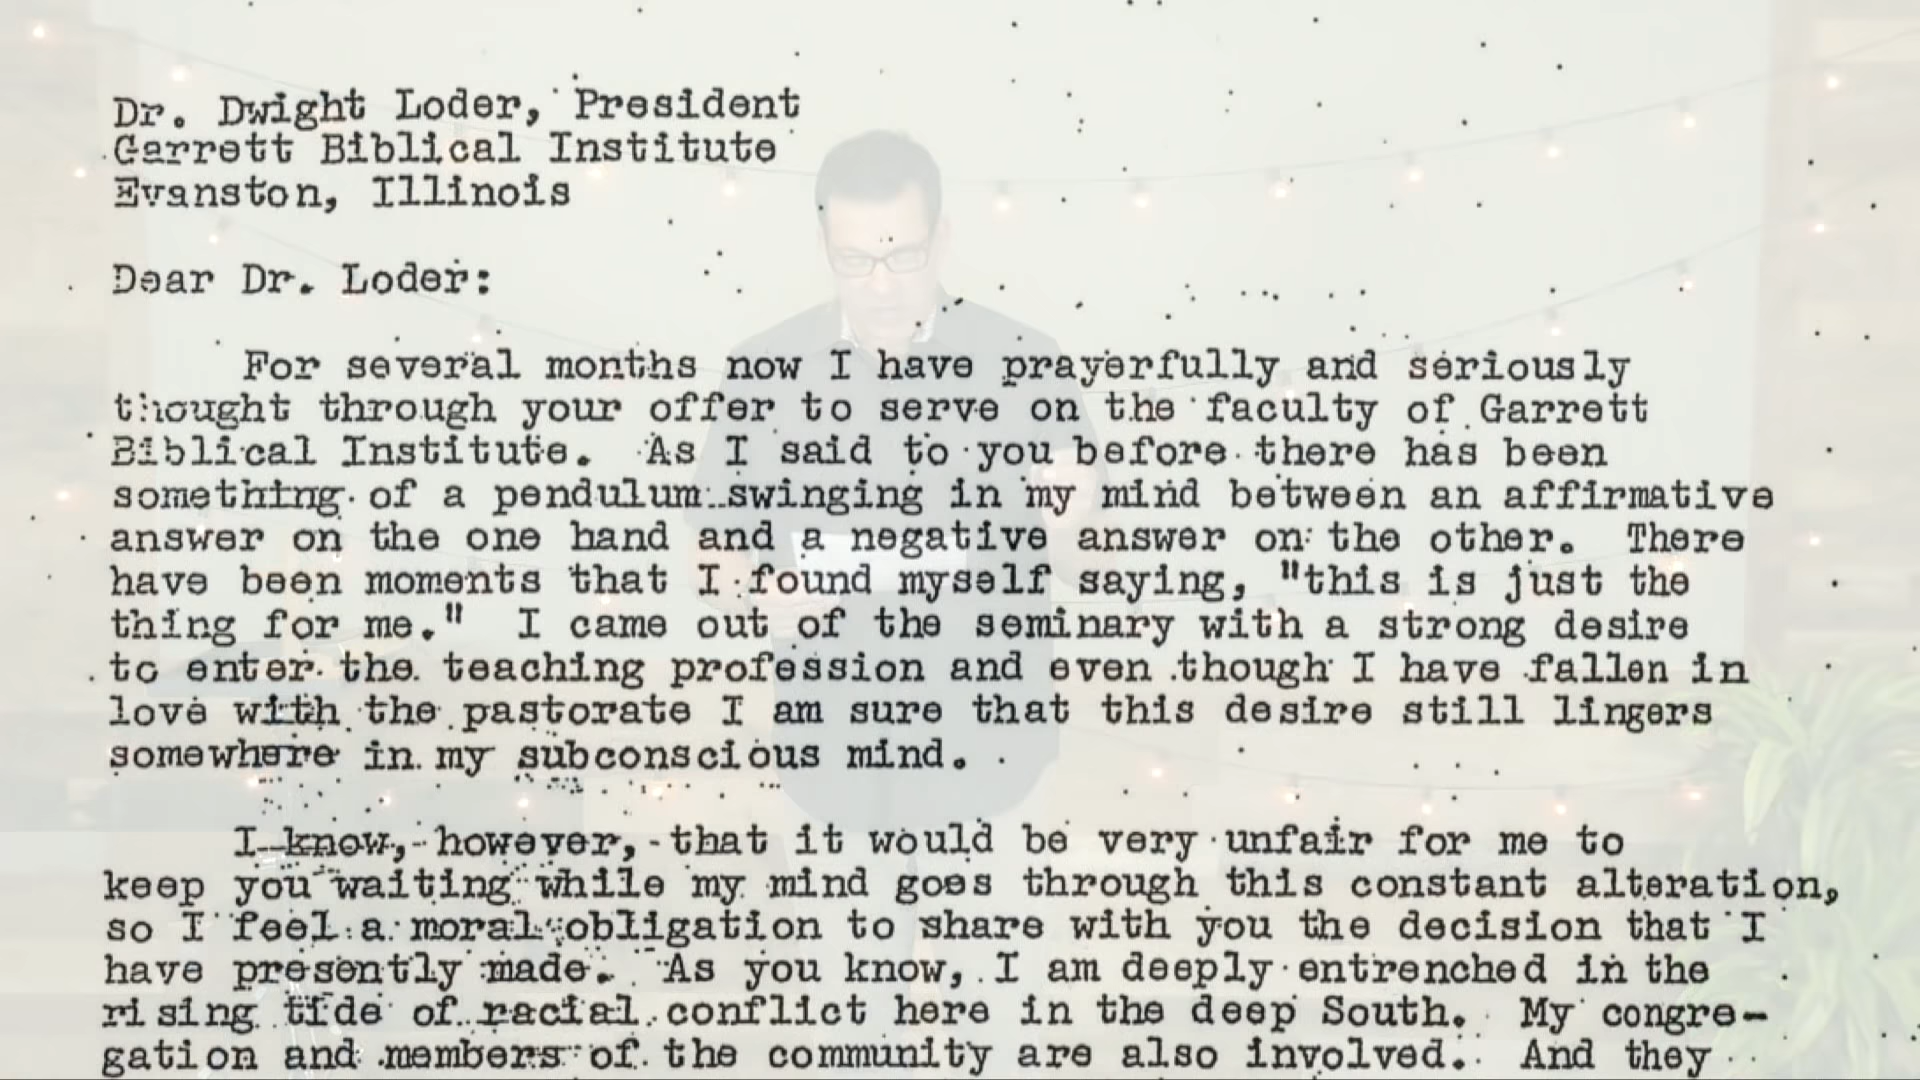 Dr. Dwight Loder, President
Garrett Biblical Institute
Evanston, Illinois
Dear Dr. Loder:
For several months now I have prayerfully and seriously
thought through your offer to serve on the faculty of Garrett
Biblical Institute. As I said to you before there has been
something of a pendulum swinging in my mind between an affirmative
answer on the one hand and a negative answer on the other. There
have been moments that I found myself saying, "this is just the
thing for me." I came out of the seminary with a strong desire
to enter the teaching profession and even though I have fallen in
love with the pastorate I am sure that this desire still lingers
somewhere in my subconscious mind.
I know, however, that it would be very unfair for me to
keep you waiting while my mind goes through this constant alteration,
so I feel a moral obligation to share with you the decision that I
have presently made. As you know, I am deeply entrenched in the
rising tide of racial conflict here in the deep South. My congre-
gation and members of the community are also involved. And they